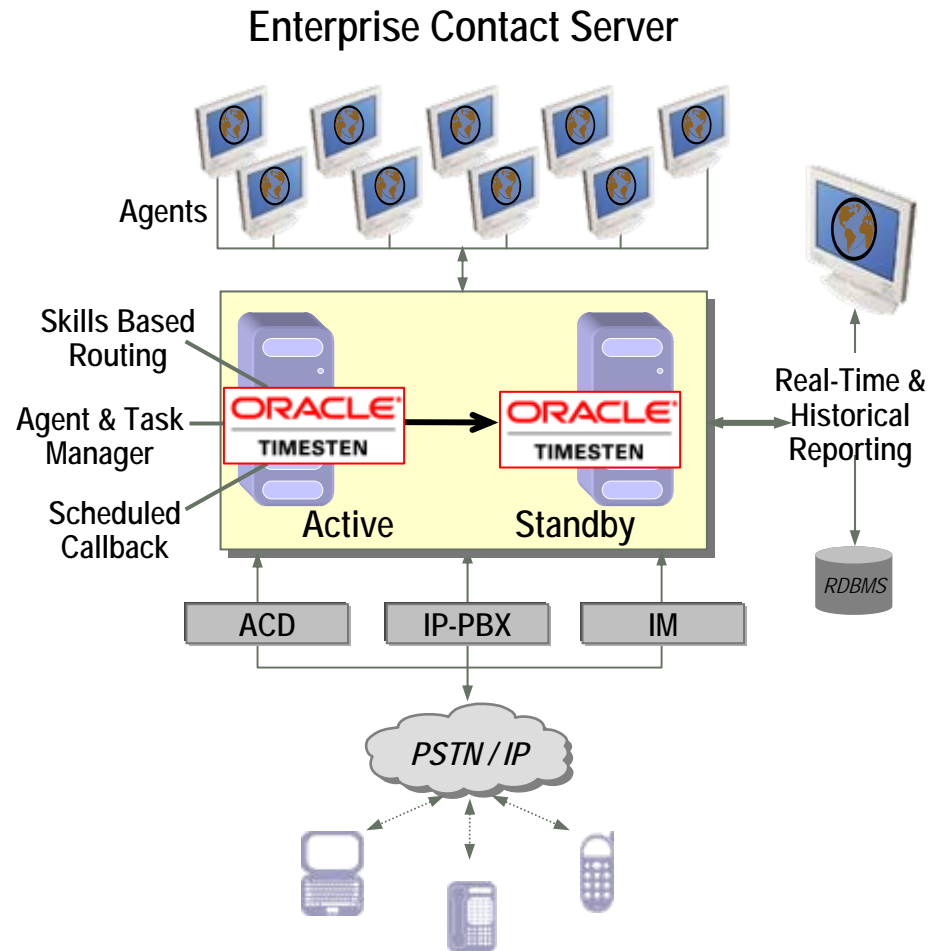 Enterprise Contact Server
Agents
Skills Based
Routing
Agent & Task
Manager
Scheduled
Callback
ORACLE®
TIMESTEN
Active
ORACLE®
TIMESTEN
Standby
Real-Time &
Historical
Reporting
RDBMS
ACD
IP-PBX
IM
PSTN / IP